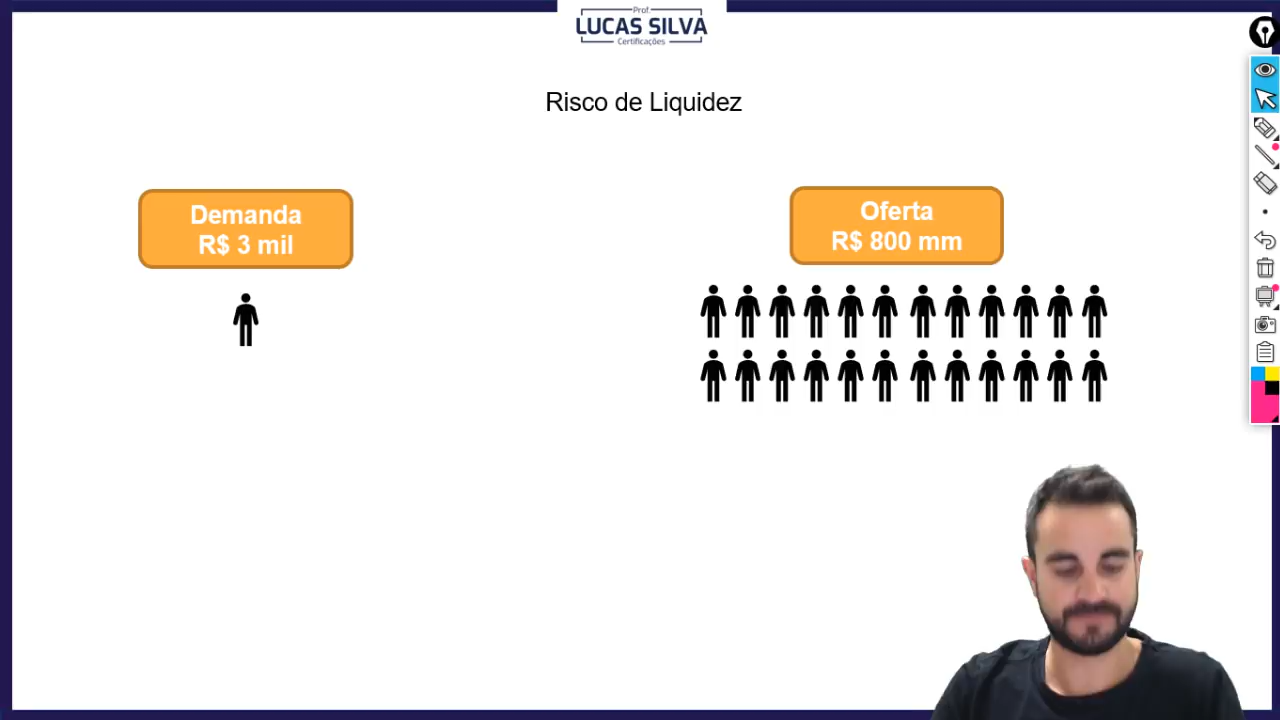 Prof.
LUCAS SILVA
Certificações
Risco de Liquidez
Demanda
R$ 3 mil
Oferta
R$ 800 mm